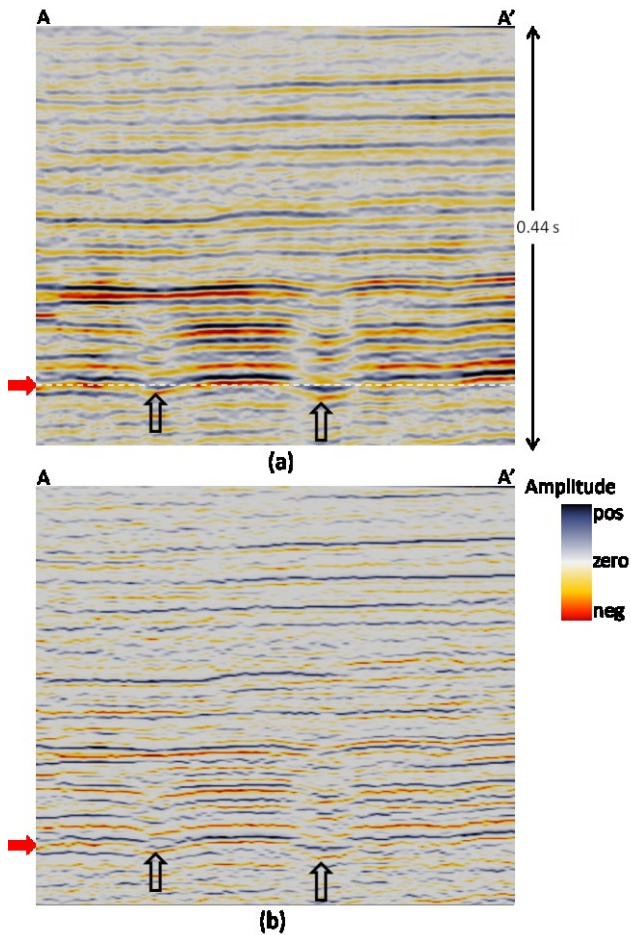 A A’
0.44 s
(a)
A A’
Amplitude
pos
zero
neg
(b)